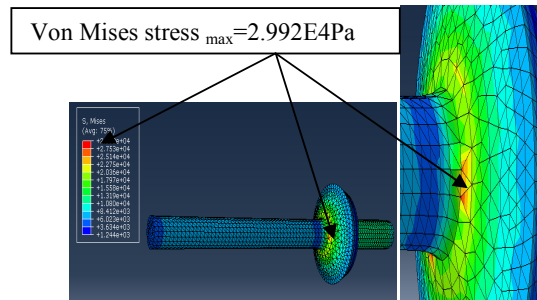 Von Mises stress max=2.992E4Pa
S, Mises
(Avg: 75%)
+2.753e+04
+2.514e+04
+2.275e+04
+2.036e+04
+1.797e+04
+1.558e+04
+1.319e+04
+1.080e+04
+8.412e+03
+6.023e+03
+3.634e+03
+1.244e+03